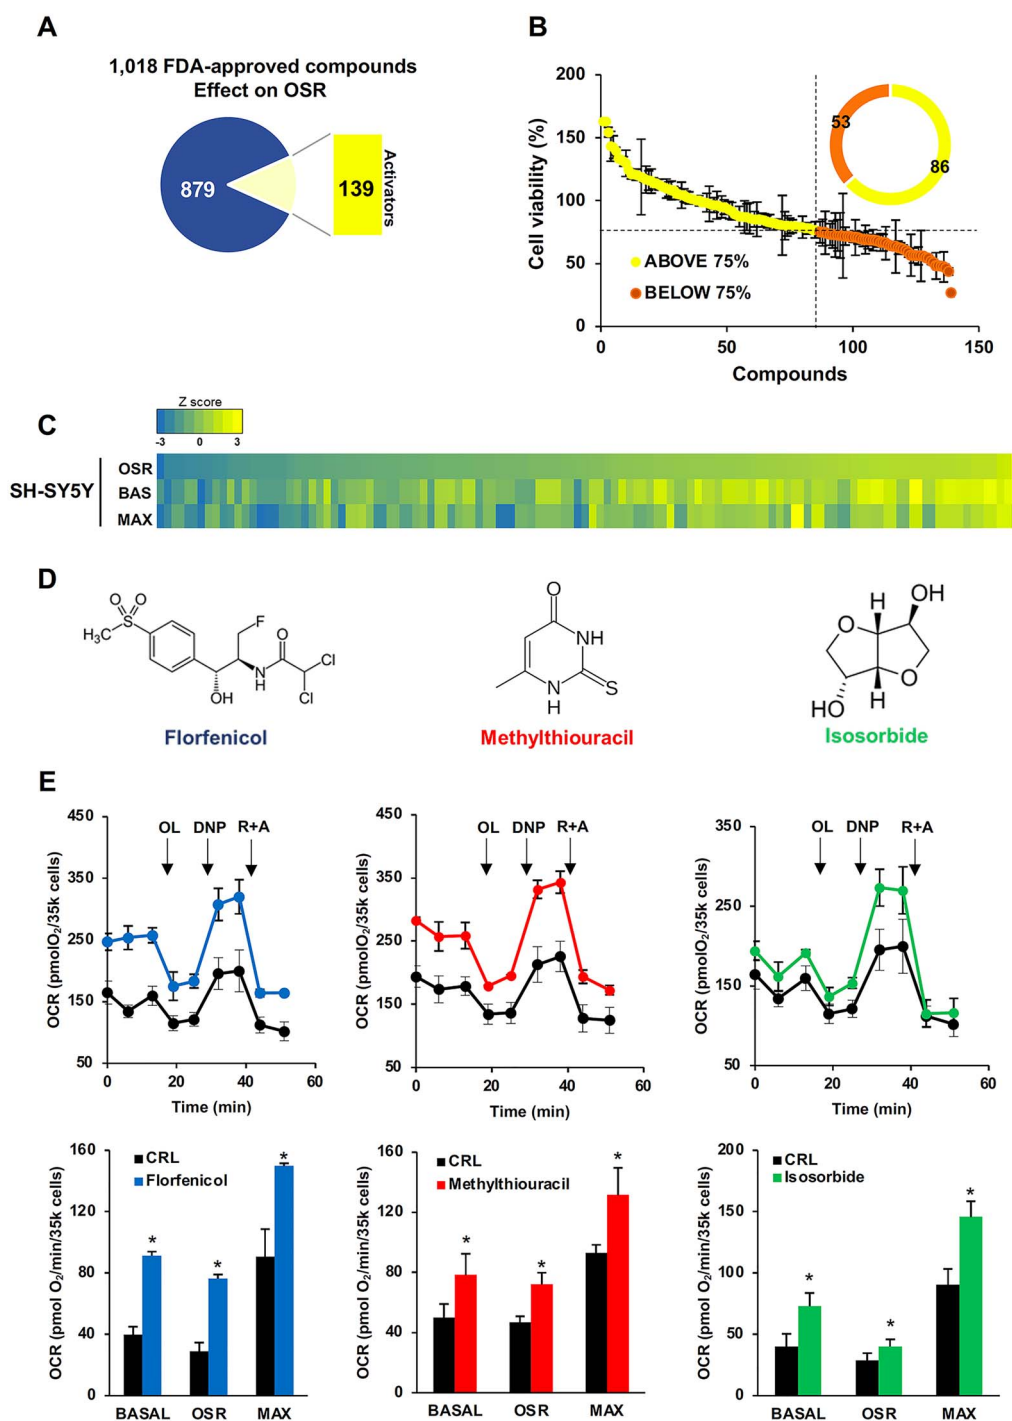 A
1,018 FDA-approved compounds
Effect on OSR
879
139
Activators
B
Cell viability (%)
200
150
100
50
0
53
86
ABOVE 75%
BELOW 75%
0 50 100 150
Compounds
C
Z score
-3 0 3
SH-SY5Y
OSR
BAS
MAX
D
O O
S
H₃C
F
O
Cl
N
H
OH
Cl
Florfenicol
O
NH
N
H
S
Methylthiouracil
OH
H
O
O
HO
H
Isosorbide
E
OCR (pmolO₂/35k cells)
450
350
250
150
50
OL DNP R+A
0 20 40 60
Time (min)
OCR (pmolO₂/35k cells)
450
350
250
150
50
OL DNP R+A
0 20 40 60
Time (min)
OCR (pmolO₂/35k cells)
350
250
150
50
OL DNP R+A
0 20 40 60
Time (min)
OCR (pmol O₂/min/35k cells)
160
120
80
40
0
CRL
Florfenicol
* * *
BASAL OSR MAX
OCR (pmol O₂/min/35k cells)
160
120
80
40
0
CRL
Methylthiouracil
* * *
BASAL OSR MAX
OCR (pmol O₂/min/35k cells)
200
150
100
50
0
CRL
Isosorbide
* * *
BASAL OSR MAX